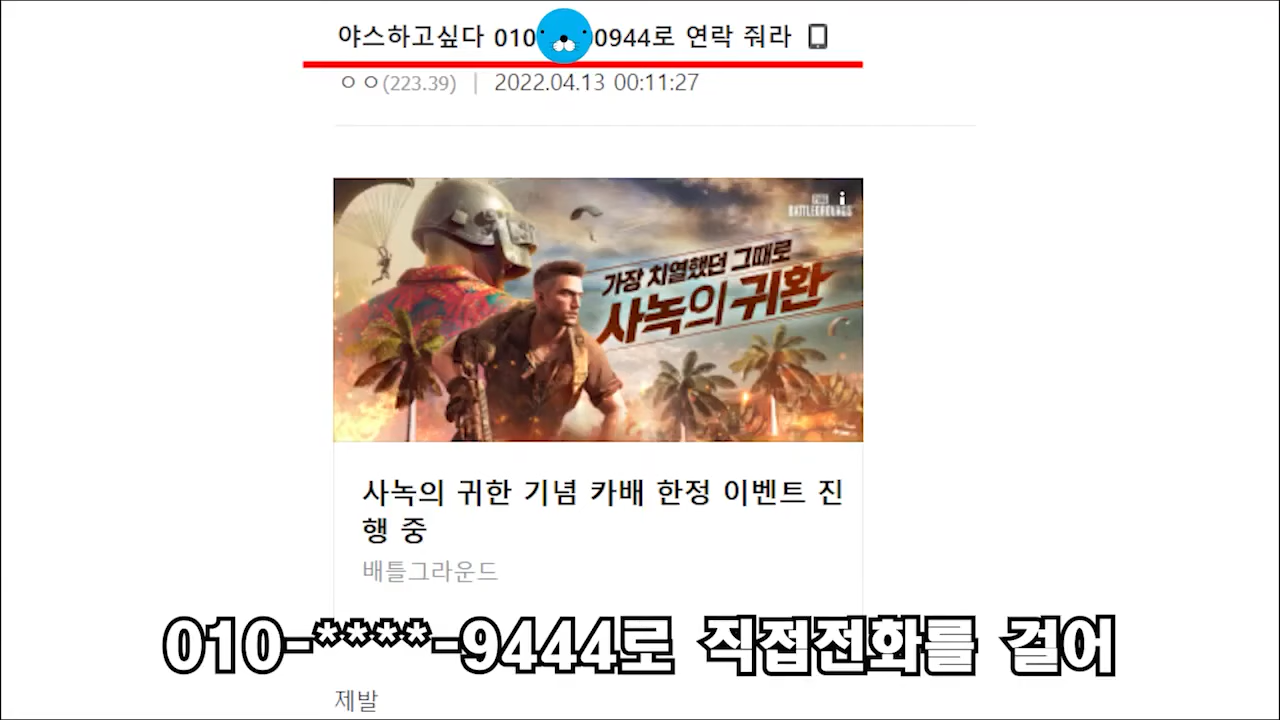 야스하고싶다 010 0944로 연락 줘라
ㅇㅇ(223.39) | 2022.04.13 00:11:27
PUBG
BATTLEGROUNDS
가장 치열했던 그때로
사녹의 귀환
사녹의 귀한 기념 카배 한정 이벤트 진
행 중
배틀그라운드
010-****-9444로 직접전화를 걸어
제발